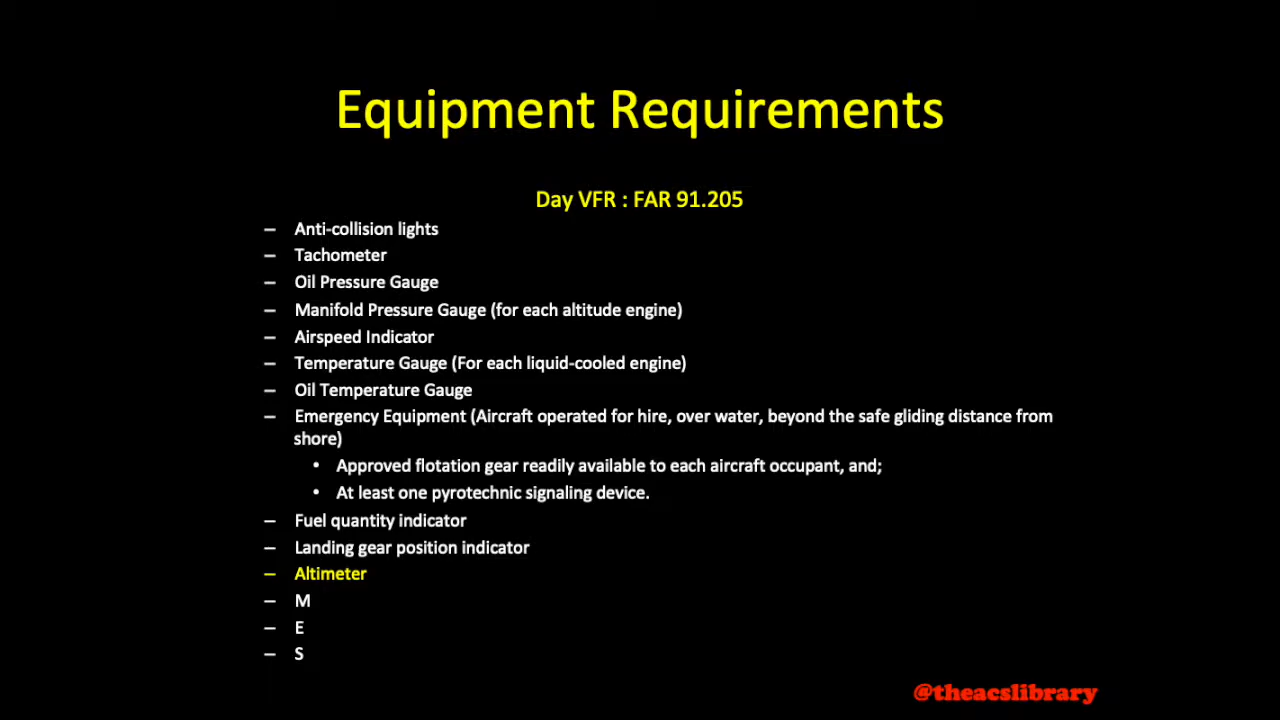 Equipment Requirements
Day VFR : FAR 91.205
– Anti-collision lights
– Tachometer
– Oil Pressure Gauge
– Manifold Pressure Gauge (for each altitude engine)
– Airspeed Indicator
– Temperature Gauge (For each liquid-cooled engine)
– Oil Temperature Gauge
– Emergency Equipment (Aircraft operated for hire, over water, beyond the safe gliding distance from
shore)
• Approved flotation gear readily available to each aircraft occupant, and;
• At least one pyrotechnic signaling device.
– Fuel quantity indicator
– Landing gear position indicator
– Altimeter
– M
– E
– S
@theacslibrary